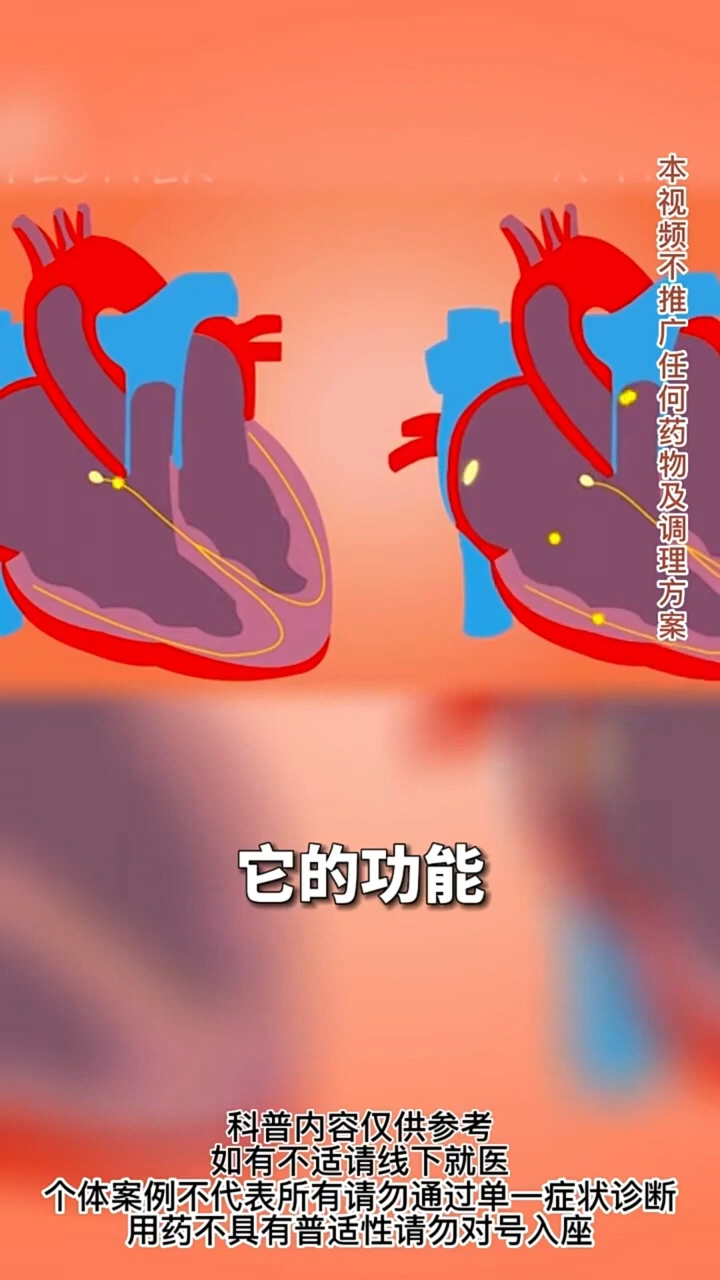 本视频不推广任何药物及调理方案
它的功能
科普内容仅供参考
如有不适请线下就医
个体案例不代表所有请勿通过单一症状诊断
用药不具有普适性请勿对号入座